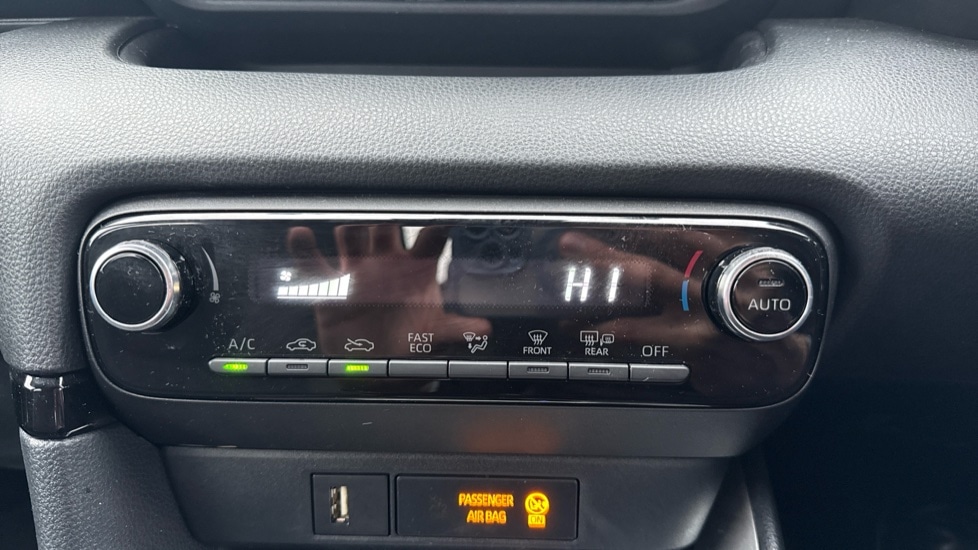 HI
A/C
FAST
ECO
FRONT
REAR
OFF
AUTO
PASSENGER
AIR BAG
ON